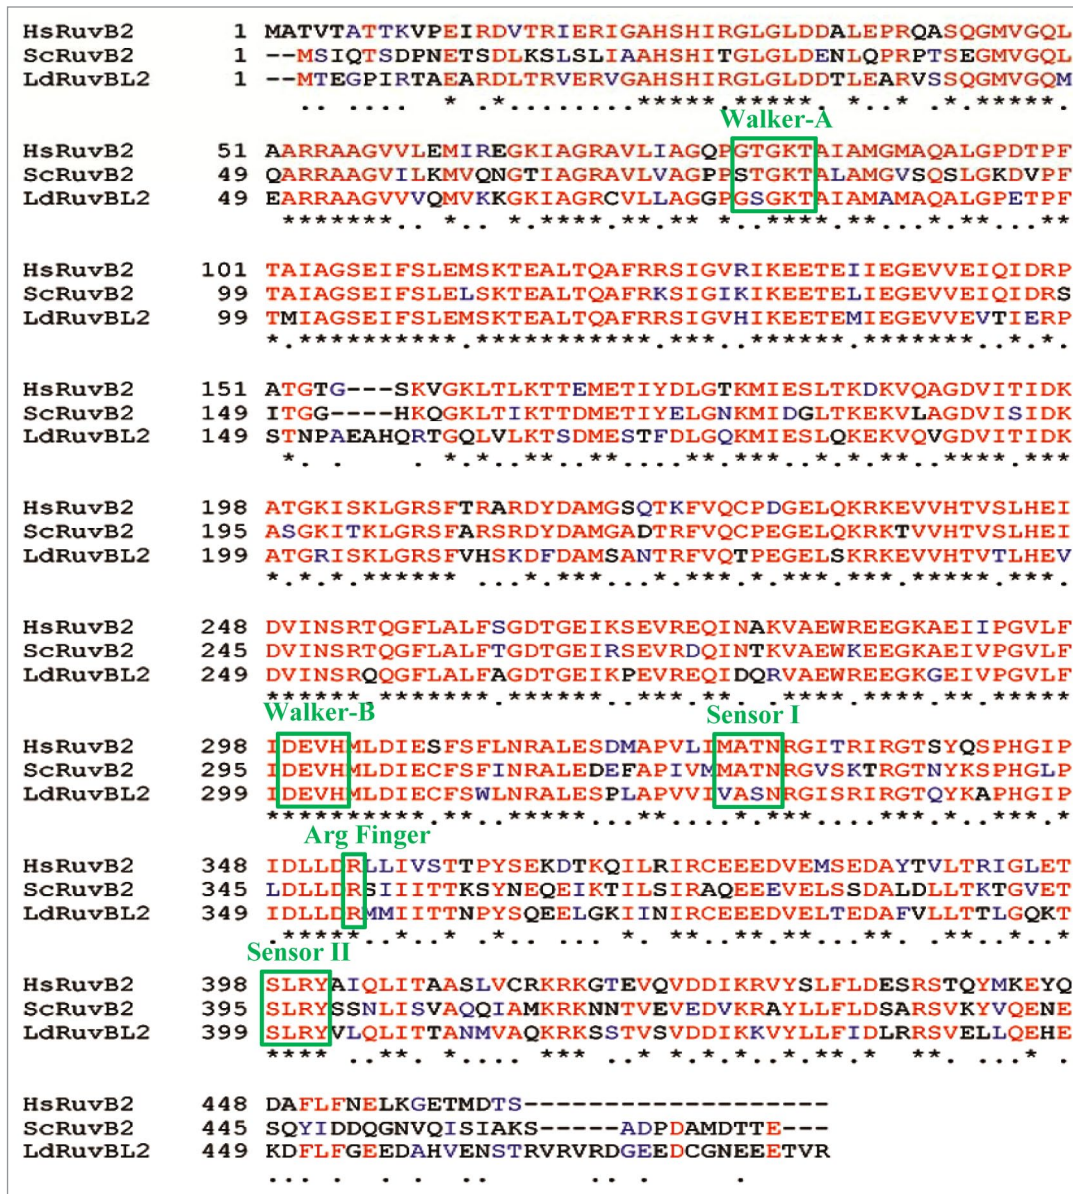 HsRuvB2 1 MATVTATTKVPEIRDVTRIERIGAHSHIRGLGLDDALEPRQASQGMVGQL
ScRuvB2 1 --MSIQTSDPNETSDLKSLSLIAAHSHITGLGLDENLQPRPTSEGMVGQL
LdRuvBL2 1 --MTEGPIRTAEARDLTRVERVGAHSHIRGLGLDDTLEARVSSQGMVGQM
Walker-A
HsRuvB2 51 AARRAAGVVLEMIREGKIAGRAVLIAGQPGTGKTAIAMGMAQALGPDTPF
ScRuvB2 49 QARRAAGVILKMVQNGTIAGRAVLVAGPPSTGKTALAMGVSQSLGKDVPF
LdRuvBL2 49 EARRAAGVVVQMVKKGKIAGRCVLLAGGPGSGKTAIAMAMAQALGPETPF
HsRuvB2 101 TAIAGSEIFSLEMSKTEALTQAFRRSIGVRIKEETEIIEGEVVEIQIDRP
ScRuvB2 99 TAIAGSEIFSLELSKTEALTQAFRKSIGIKIKEETELIEGEVVEIQIDRS
LdRuvBL2 99 TMIAGSEIFSLEMSKTEALTQAFRRSIGVHIKEETEMIEGEVVEVTIERP
HsRuvB2 151 ATGTG---SKVGKLTLKTTEMETIYDLGTKMIESLTKDKVQAGDVITIDK
ScRuvB2 149 ITGG----HKQGKLTIKTTDMETIYELGNKMIDGLTKEKVLAGDVISIDK
LdRuvBL2 149 STNPAEAHQRTGQLVLKTSDMESTFDLGQKMIESLQKEKVQVGDVITIDK
HsRuvB2 198 ATGKISKLGRSFTRARDYDAMGSQTKFVQCPDGELQKRKEVVHTVSLHEI
ScRuvB2 195 ASGKITKLGRSFARSRDYDAMGADTRFVQCPEGELQKRKTVVHTVSLHEI
LdRuvBL2 199 ATGRISKLGRSFVHSKDFDAMSANTRFVQTPEGELSKRKEVVHTVTLHEV
HsRuvB2 248 DVINSRTQGFLALFSGDTGEIKSEVREQINAKVAEWREEGKAEIIPGVLF
ScRuvB2 245 DVINSRTQGFLALFTGDTGEIRSEVRDQINTKVAEWKEEGKAEIVPGVLF
LdRuvBL2 249 DVINSRQQGFLALFAGDTGEIKPEVREQIDQRVAEWREEGKGEIVPGVLF
Walker-B Sensor I
HsRuvB2 298 IDEVHMLDIESFSFLNRALESDMAPVLIMATNRGITRIRGTSYQSPHGIP
ScRuvB2 295 IDEVHMLDIECFSFINRALEDEFAPIVMMATNRGVSKTRGTNYKSPHGLP
LdRuvBL2 299 IDEVHMLDIECFSWLNRALESPLAPVVIVASNRGISRIRGTQYKAPHGIP
Arg Finger
HsRuvB2 348 IDLLDRLLIVSTTPYSEKDTKQILRIRCEEEDVEMSEDAYTVLTRIGLET
ScRuvB2 345 LDLLDRSIIITTKSYNEQEIKTILSIRAQEEEVELSSDALDLLTKTGVET
LdRuvBL2 349 IDLLDRMMIITTNPYSQEELGKIINIRCEEEDVELTEDAFVLLTTLGQKT
Sensor II
HsRuvB2 398 SLRYAIQLITAASLVCRKRKGTEVQVDDIKRVYSLFLDESRSTQYMKEYQ
ScRuvB2 395 SLRYSSNLISVAQQIAMKRKNNTVEVEDVKRAYLLFLDSARSVKYVQENE
LdRuvBL2 399 SLRYVLQLITTANMVAQKRKSSTVSVDDIKKVYLLFIDLRRSVELLQEHE
HsRuvB2 448 DAFLFNELKGETMDTS------------------
ScRuvB2 445 SQYIDDQGNVQISIAKS-----ADPDAMDTTE--
LdRuvBL2 449 KDFLFGEEDAHVENSTRVRVRDGEEDCGNEEETVR